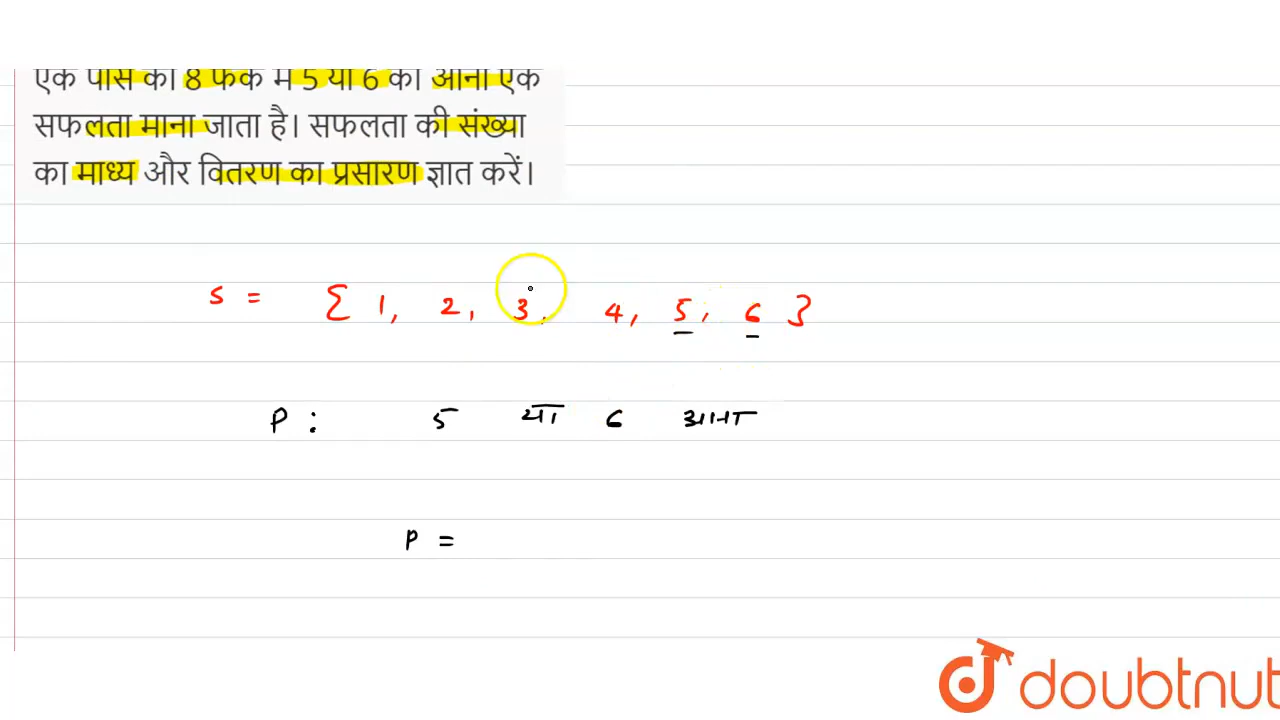 एक पासे की 8 फेंक में 5 या 6 का आना एक
सफलता माना जाता है। सफलता की संख्या
का माध्य और वितरण का प्रसारण ज्ञात करें।
S = { 1, 2, 3, 4, 5, 6 }
P : 5 या 6 आना
P =
doubtnut